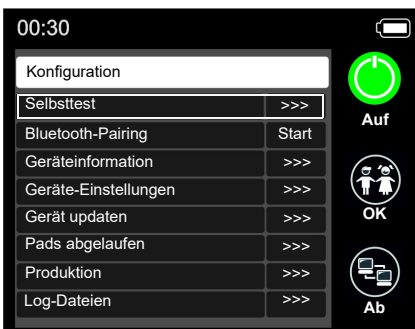 00:30
Konfiguration
Selbsttest >>>
Bluetooth-Pairing Start
Geräteinformation >>>
Geräte-Einstellungen >>>
Gerät updaten >>>
Pads abgelaufen >>>
Produktion >>>
Log-Dateien >>>
Auf
OK
Ab